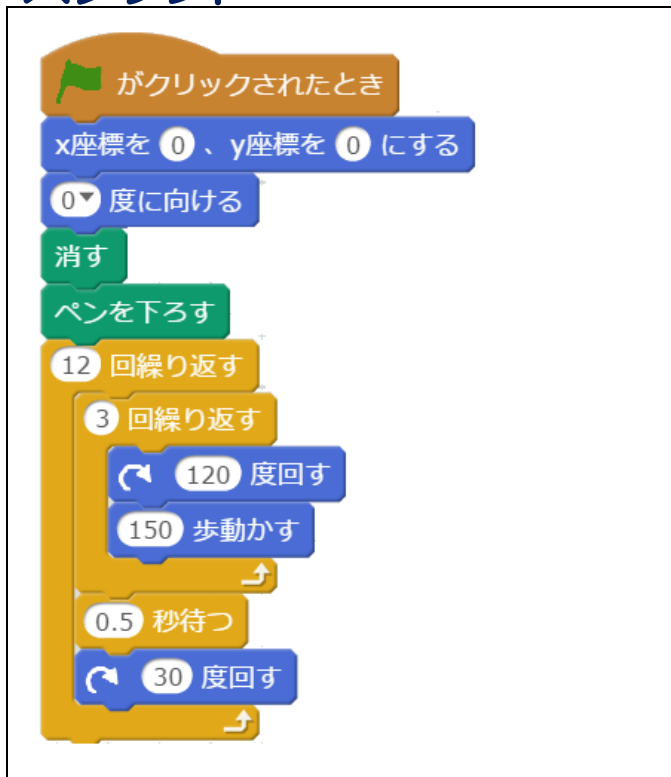 がクリックされたとき
x座標を 0 、y座標を 0 にする
0 度に向ける
消す
ペンを下ろす
12 回繰り返す
3 回繰り返す
120 度回す
150 歩動かす
0.5 秒待つ
30 度回す